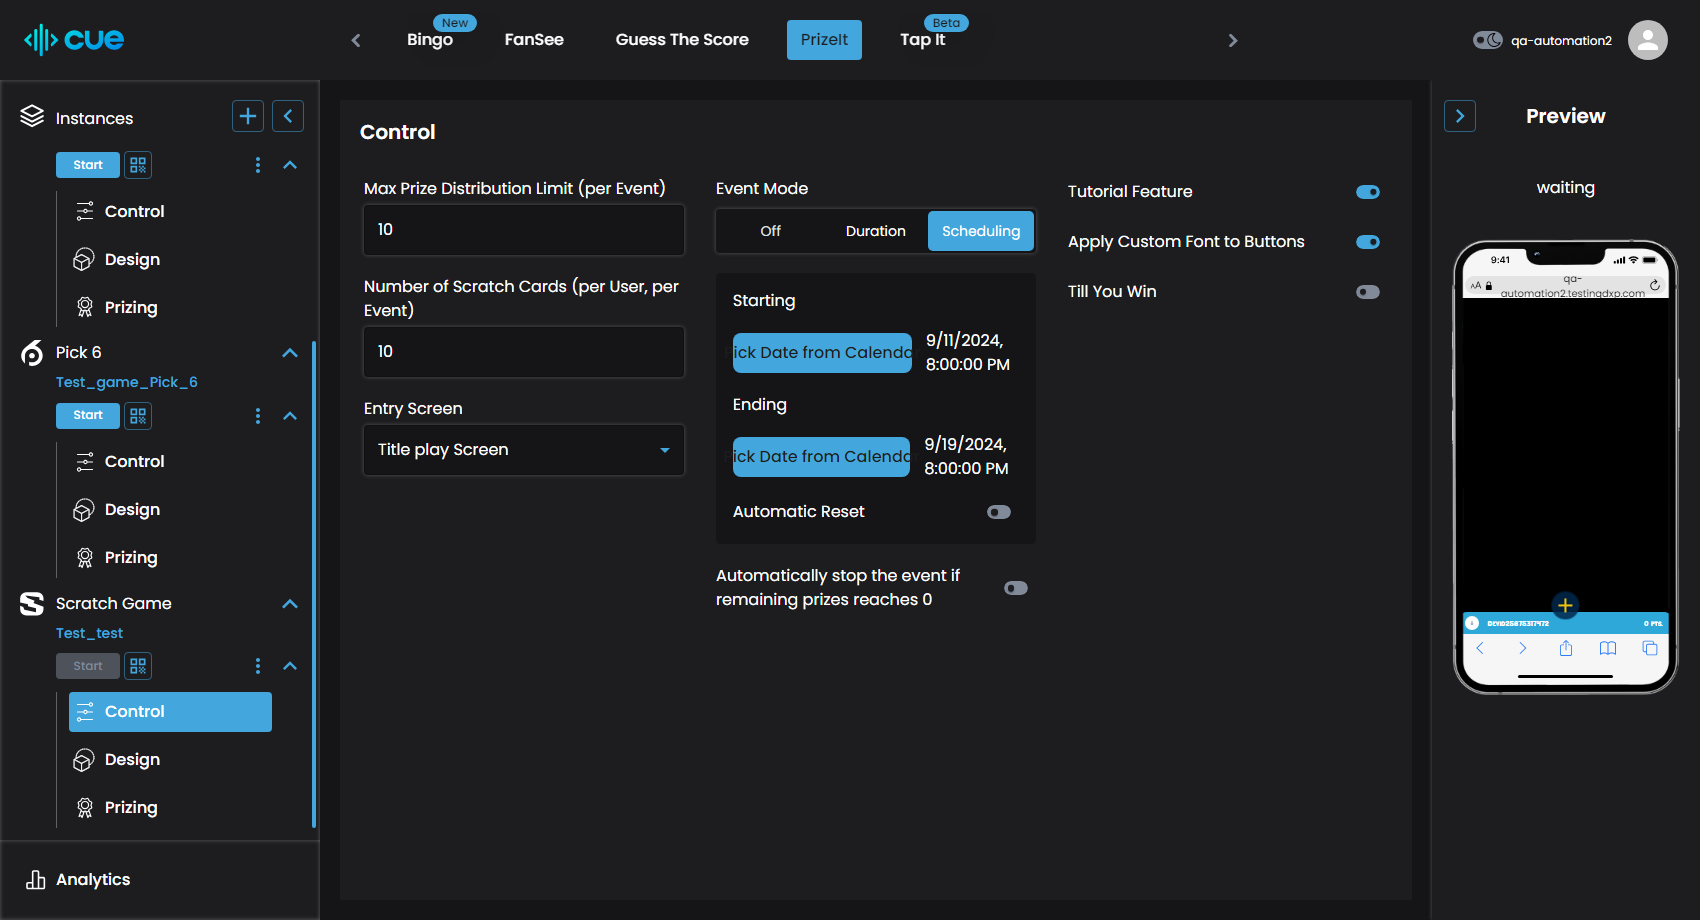 cue
New
Bingo
FanSee
Guess The Score
PrizeIt
Beta
Tap It
qa-automation2
Instances
Start
Control
Design
Prizing
Pick 6
Test_game_Pick_6
Start
Control
Design
Prizing
Scratch Game
Test_test
Start
Control
Design
Prizing
Analytics
Control
Max Prize Distribution Limit (per Event)
10
Number of Scratch Cards (per User, per
Event)
10
Entry Screen
Title play Screen
Event Mode
Off
Duration
Scheduling
Starting
ick Date from Calenda
9/11/2024,
8:00:00 PM
Ending
ick Date from Calenda
9/19/2024,
8:00:00 PM
Automatic Reset
Automatically stop the event if
remaining prizes reaches 0
Tutorial Feature
Apply Custom Font to Buttons
Till You Win
Preview
waiting
9:41
AA
qa-
automation2.testingdxp.com
0 PTS.